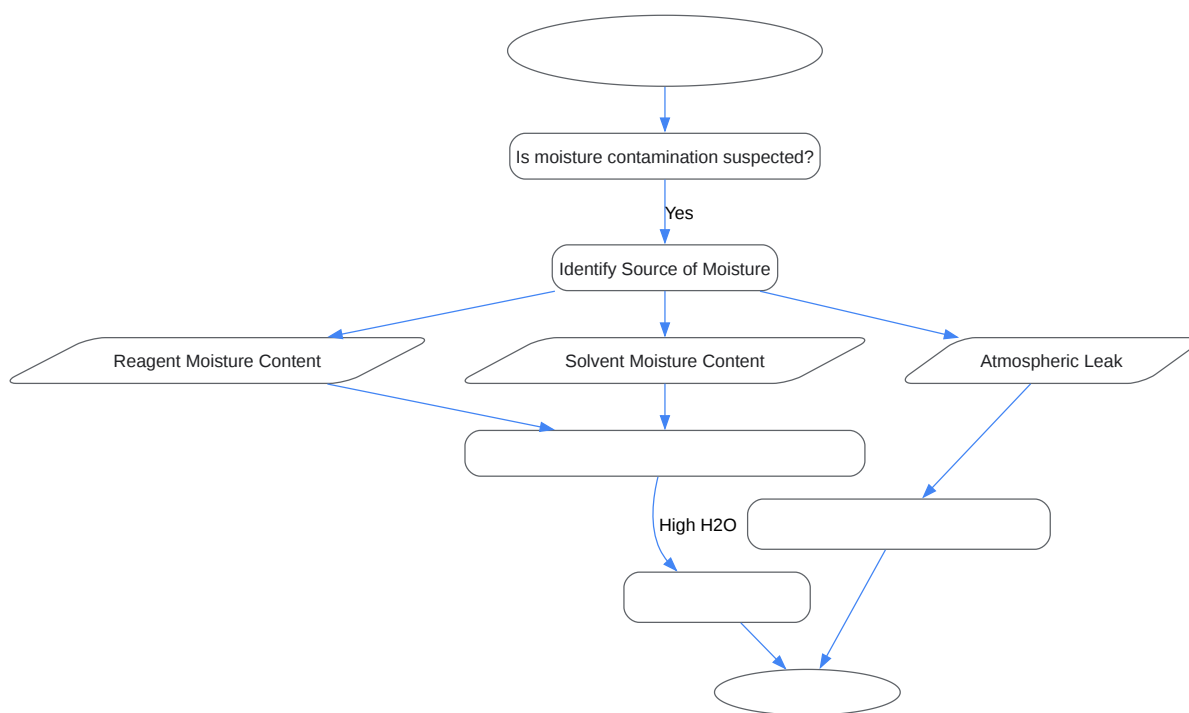 Is moisture contamination suspected?
Yes
Identify Source of Moisture
Reagent Moisture Content
Solvent Moisture Content
Atmospheric Leak
High H2O